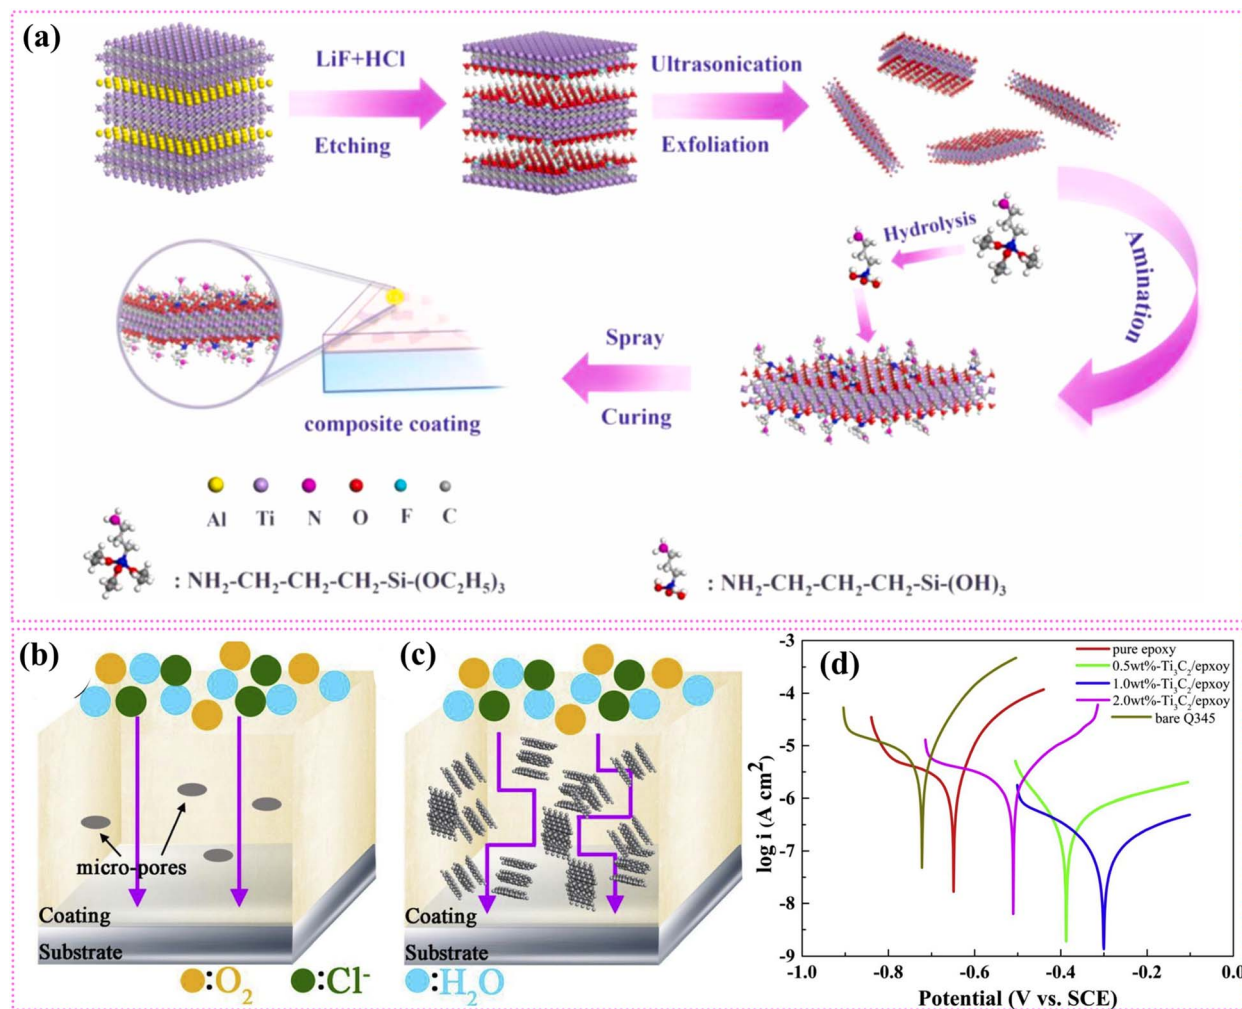 (a)
LiF+HCl
Etching
Ultrasonication
Exfoliation
Hydrolysis
Amination
Spray
Curing
composite coating
Al Ti N O F C
: NH2-CH2-CH2-CH2-Si-(OC2H5)3
: NH2-CH2-CH2-CH2-Si-(OH)3
(b)
micro-pores
Coating
Substrate
(c)
Coating
Substrate
:O2 :Cl- :H2O
(d)
pure epoxy
0.5wt%-Ti3C2/epxoy
1.0wt%-Ti3C2/epxoy
2.0wt%-Ti3C2/epxoy
bare Q345
log i (A cm2)
-3
-4
-5
-6
-7
-8
-9
-1.0 -0.8 -0.6 -0.4 -0.2 0.0
Potential (V vs. SCE)